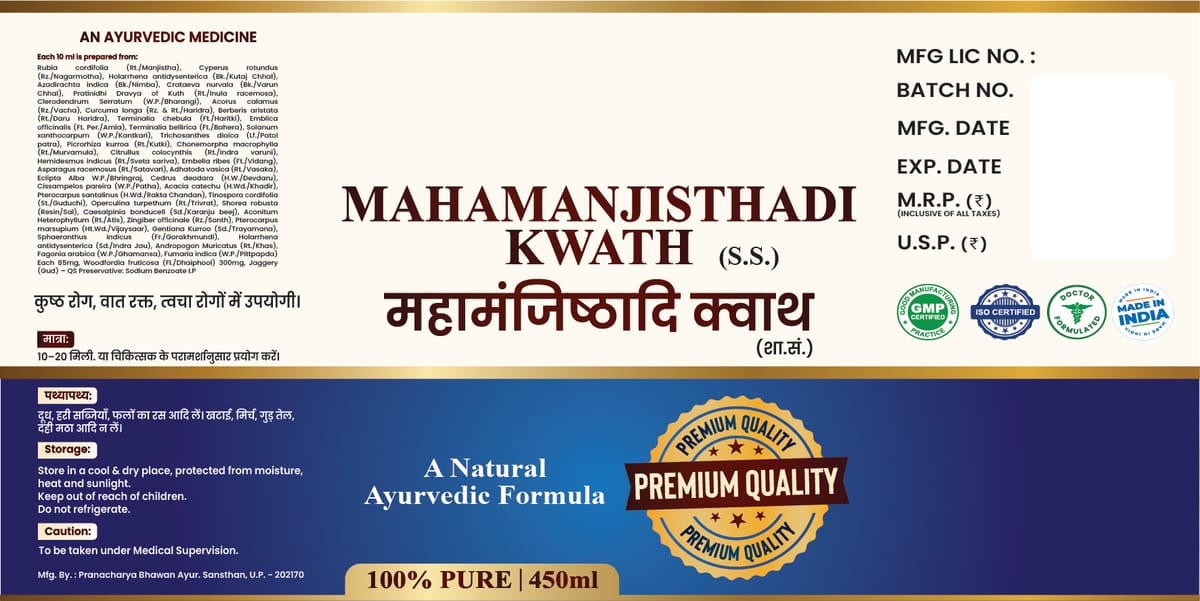 AN AYURVEDIC MEDICINE
Each 10 ml is prepared from:
Rubia cordifolia (Rt./Manjistha), Cyperus rotundus
(Rz./Nagarmotha), Holarrhena antidysenterica (Bk./Kutaj Chhal),
Azadirachta indica (Bk./Nimba), Crataeva nurvala (Bk./Varun
Chhal), Pratinidhi Dravya of Kuth (Rt./Inula racemosa),
Clerodendrum Serratum (W.P./Bharangi), Acorus calamus
(Rz./Vacha), Curcuma longa (Rz. & Rt./Haridra), Berberis aristata
(Rt./Daru Haridra), Terminalia chebula (Ft./Haritki), Emblica
officinalis (Ft. Per./Amla), Terminalia bellirica (Ft./Bahera), Solanum
xanthocarpum (W.P./Kantkari), Trichosanthes dioica (Lf./Patol
patra), Picrorhiza kurroa (Rt./Kutki), Chonemorpha macrophylla
(Rt./Murvamula), Citrullus colocynthis (Rt./Indra varuni),
Hemidesmus indicus (Rt./Sveta sariva), Embelia ribes (Ft./Vidang),
Asparagus racemosus (Rt./Satavari), Adhatoda vasica (Rt./Vasaka),
Eclipta Alba W.P./Bhringraj, Cedrus deodara (H.W./Devdaru),
Cissampelos pareira (W.P./Patha), Acacia catechu (H.Wd./Khadir),
Pterocarpus santalinus (H.Wd./Rakta Chandan), Tinospora cordifolia
(St./Guduchi), Operculina turpethum (Rt./Trivrat), Shorea robusta
(Resin/Sal), Caesalpinia bonducell (Sd./Karanju beej), Aconitum
Heterophyllum (Rt./Atis), Zingiber officinale (Rz./Sonth), Pterocarpus
marsupium (Ht.Wd./Vijaysaar), Gentiana Kurroo (Sd./Trayamana),
Sphaeranthus indicus (Fr./Gorakhmundi), Holarrhena
antidysenterica (Sd./Indra Jau), Andropogon Muricatus (Rt./Khas),
Fagonia arabica (W.P./Ghamansa), Fumaria indica (W.P./Pittpapda)
Each 85mg, Woodfordia fruticosa (Fl./Dhaiphool) 300mg, Jaggery
(Gud) – QS Preservative: Sodium Benzoate I.P
कुष्ठ रोग, वात रक्त, त्वचा रोगों में उपयोगी।
मात्रा:
10–20 मिली. या चिकित्सक के परामर्शानुसार प्रयोग करें।
पथ्यापथ्य:
दूध, हरी सब्जियाँ, फलों का रस आदि लें। खटाई, मिर्च, गुड़ तेल,
दही मठा आदि न लें।
Storage:
Store in a cool & dry place, protected from moisture,
heat and sunlight.
Keep out of reach of children.
Do not refrigerate.
Caution:
To be taken under Medical Supervision.
Mfg. By. : Pranacharya Bhawan Ayur. Sansthan, U.P. - 202170
MAHAMANJISTHADI
KWATH (S.S.)
महामंजिष्ठादि क्वाथ
(शा.सं.)
A Natural
Ayurvedic Formula
100% PURE | 450ml
PREMIUM QUALITY
PREMIUM QUALITY
PREMIUM QUALITY
MFG LIC NO. :
BATCH NO.
MFG. DATE
EXP. DATE
M.R.P. (₹)
(INCLUSIVE OF ALL TAXES)
U.S.P. (₹)
GOOD MANUFACTURING
GMP
CERTIFIED
PRACTICE
ISO CERTIFIED
DOCTOR
FORMULATED
MADE IN INDIA
MADE IN
INDIA